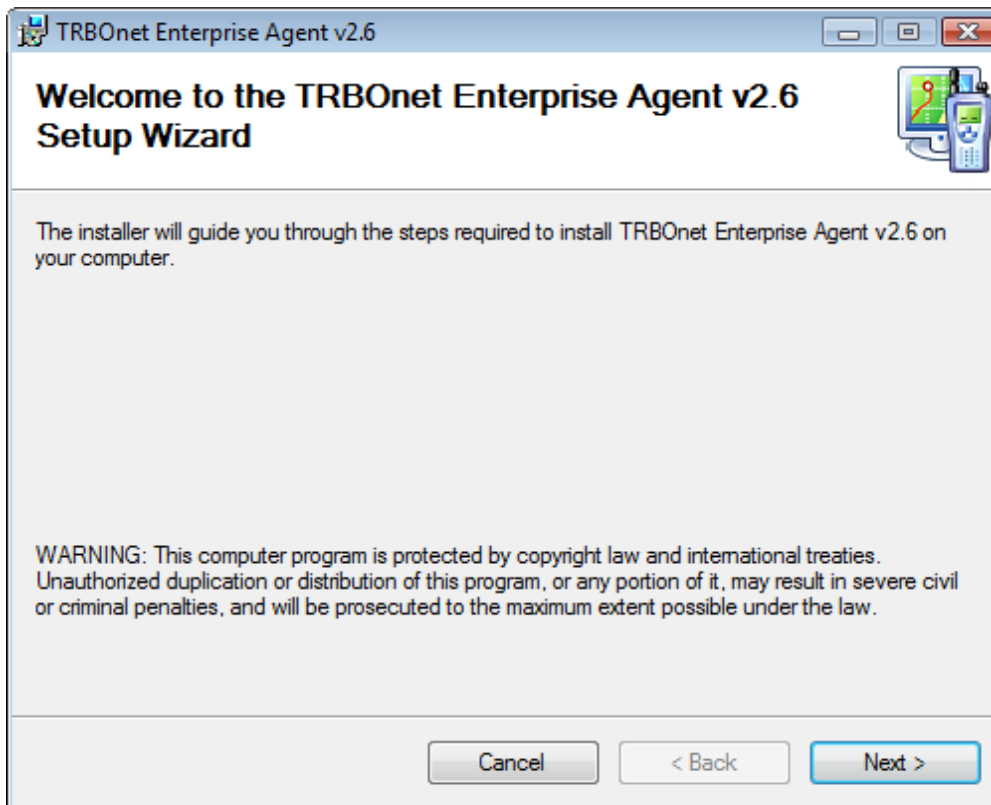 TRBOnet Enterprise Agent v2.6
Welcome to the TRBOnet Enterprise Agent v2.6
Setup Wizard
The installer will guide you through the steps required to install TRBOnet Enterprise Agent v2.6 on
your computer.
WARNING: This computer program is protected by copyright law and international treaties.
Unauthorized duplication or distribution of this program, or any portion of it, may result in severe civil
or criminal penalties, and will be prosecuted to the maximum extent possible under the law.
Cancel
< Back
Next >